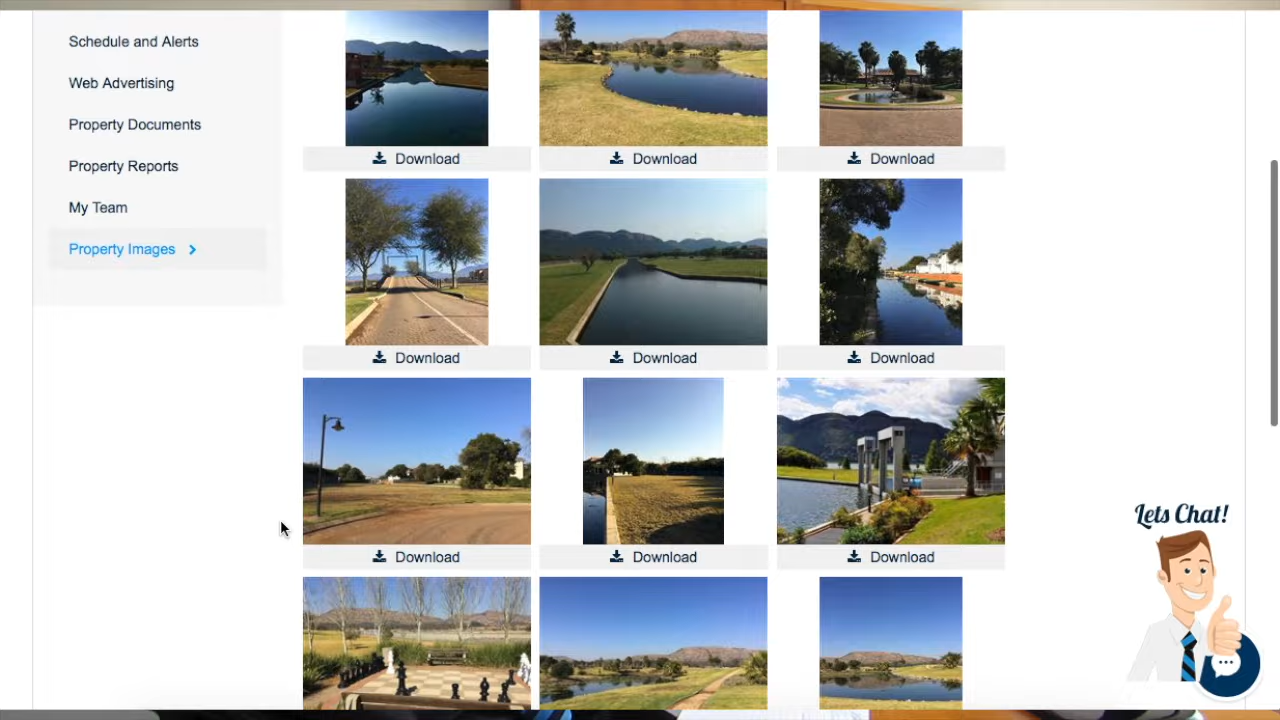 Schedule and Alerts
Web Advertising
Property Documents
Property Reports
My Team
Property Images
Download Download Download
Download Download Download
Download Download Download
Lets Chat!